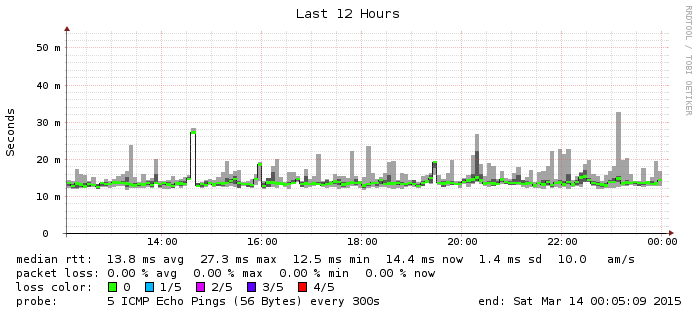 Last 12 Hours
RRDTOOL / TOBI OETIKER
Seconds
50 m
40 m
30 m
20 m
10 m
0
14:00 16:00 18:00 20:00 22:00 00:00
median rtt: 13.8 ms avg 27.3 ms max 12.5 ms min 14.4 ms now 1.4 ms sd 10.0 am/s
packet loss: 0.00 % avg 0.00 % max 0.00 % min 0.00 % now
loss color: 0 1/5 2/5 3/5 4/5
probe: 5 ICMP Echo Pings (56 Bytes) every 300s end: Sat Mar 14 00:05:09 2015